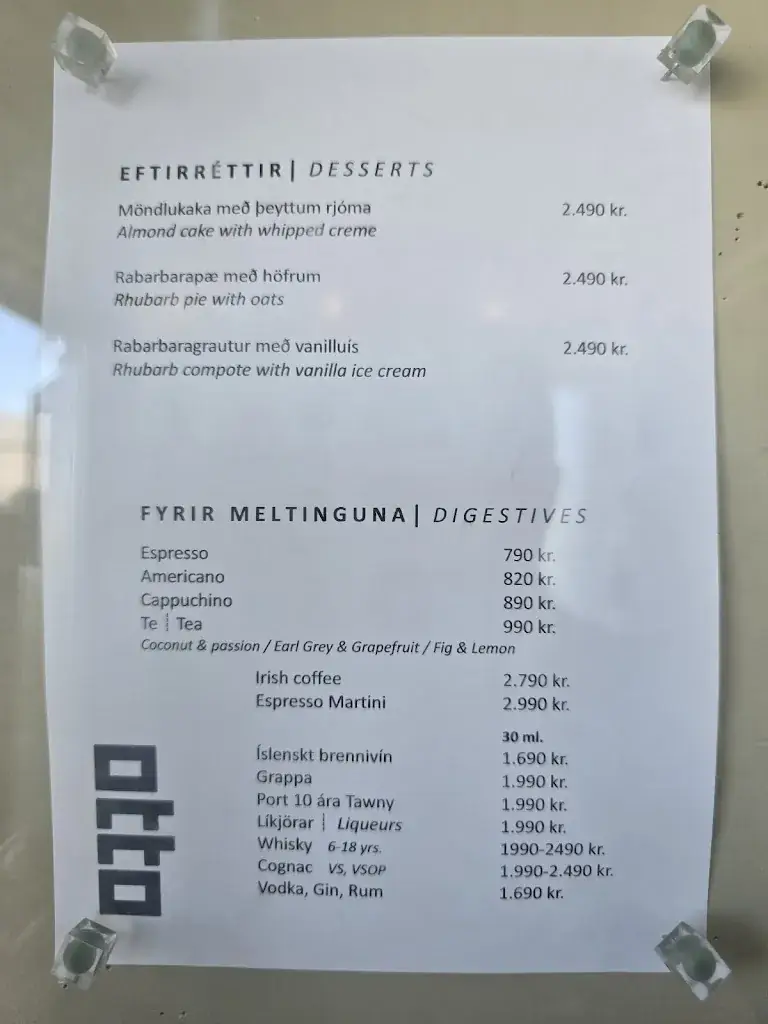 EFTIRRÉTTIR| DESSERTS
Möndlukaka með þeyttum rjóma 2.490 kr.
Almond cake with whipped creme
Rabarbarapæ með höfrum 2.490 kr.
Rhubarb pie with oats
Rabarbaragrautur með vanilluís 2.490 kr.
Rhubarb compote with vanilla ice cream
FYRIR MELTINGUNA| DIGESTIVES
Espresso 790 kr.
Americano 820 kr.
Cappuchino 890 kr.
Te ¦ Tea 990 kr.
Coconut & passion / Earl Grey & Grapefruit / Fig & Lemon
Irish coffee 2.790 kr.
Espresso Martini 2.990 kr.
30 ml.
Íslenskt brennivín 1.690 kr.
Grappa 1.990 kr.
Port 10 ára Tawny 1.990 kr.
Líkjörar ¦ Liqueurs 1.990 kr.
Whisky 6-18 yrs. 1990-2490 kr.
Cognac VS, VSOP 1.990-2.490 kr.
Vodka, Gin, Rum 1.690 kr.
otto